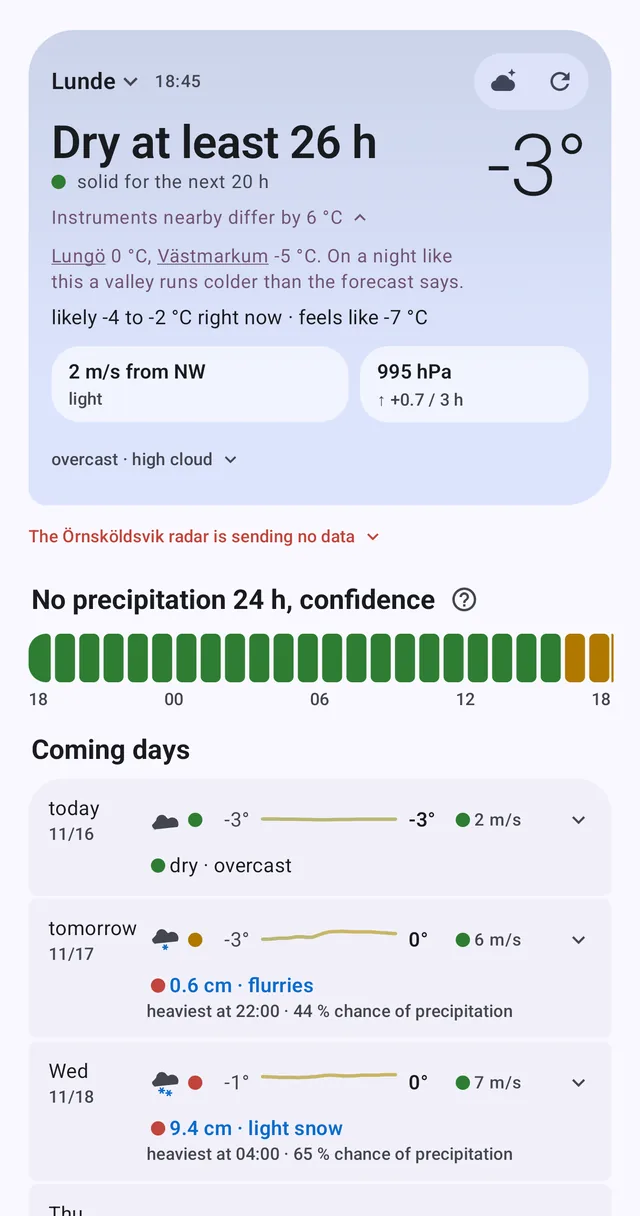 Lunde 18:45
Dry at least 26 h
-3°
solid for the next 20 h
Instruments nearby differ by 6 °C
Lungö 0 °C, Västmarkum -5 °C. On a night like
this a valley runs colder than the forecast says.
likely -4 to -2 °C right now · feels like -7 °C
2 m/s from NW
light
995 hPa
↑ +0.7 / 3 h
overcast · high cloud
The Örnsköldsvik radar is sending no data
No precipitation 24 h, confidence ?
18 00 06 12 18
Coming days
today
11/16
-3° -3° 2 m/s
dry · overcast
tomorrow
11/17
-3° 0° 6 m/s
0.6 cm · flurries
heaviest at 22:00 · 44 % chance of precipitation
Wed
11/18
-1° 0° 7 m/s
9.4 cm · light snow
heaviest at 04:00 · 65 % chance of precipitation
Thu